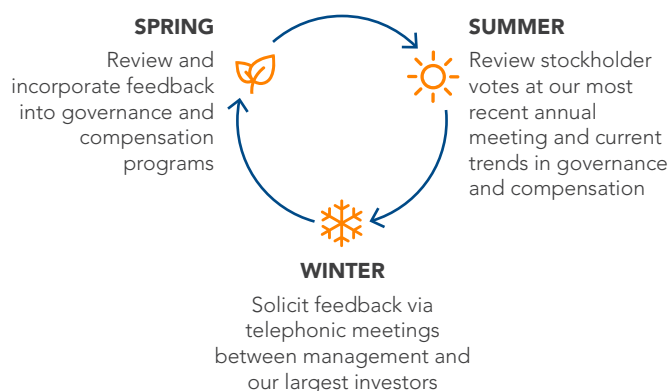 SPRING
Review and
incorporate feedback
into governance and
compensation
programs
SUMMER
Review stockholder
votes at our most
recent annual
meeting and current
trends in governance
and compensation
WINTER
Solicit feedback via
telephonic meetings
between management and
our largest investors